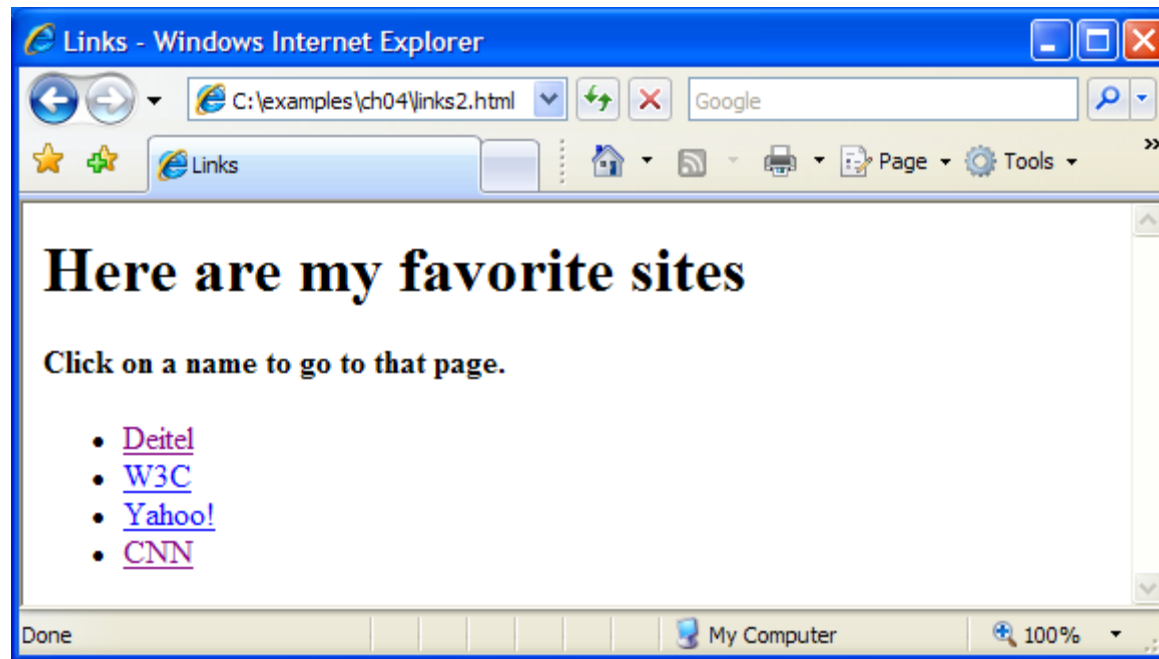 Links - Windows Internet Explorer
C:\examples\ch04\links2.html Google
Links Page Tools »
Here are my favorite sites
Click on a name to go to that page.
• Deitel
• W3C
• Yahoo!
• CNN
Done My Computer 100%